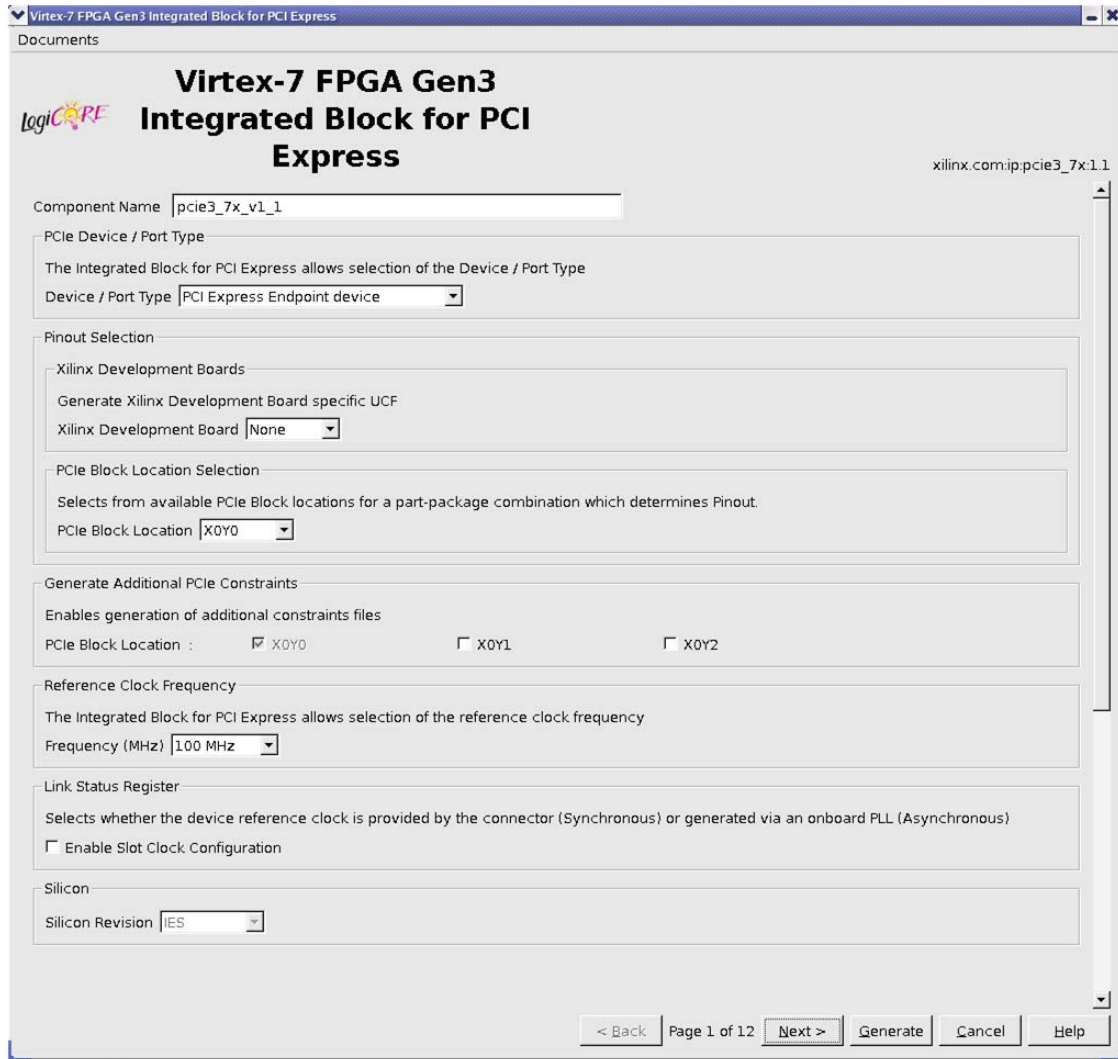 Virtex-7 FPGA Gen3 Integrated Block for PCI Express
Documents
LogiCORE
Virtex-7 FPGA Gen3
Integrated Block for PCI
Express
xilinx.com:ip:pcie3_7x:1.1
Component Name pcie3_7x_v1_1
PCIe Device / Port Type
The Integrated Block for PCI Express allows selection of the Device / Port Type
Device / Port Type PCI Express Endpoint device
Pinout Selection
Xilinx Development Boards
Generate Xilinx Development Board specific UCF
Xilinx Development Board None
PCIe Block Location Selection
Selects from available PCIe Block locations for a part-package combination which determines Pinout.
PCIe Block Location X0Y0
Generate Additional PCIe Constraints
Enables generation of additional constraints files
PCIe Block Location : X0Y0 X0Y1 X0Y2
Reference Clock Frequency
The Integrated Block for PCI Express allows selection of the reference clock frequency
Frequency (MHz) 100 MHz
Link Status Register
Selects whether the device reference clock is provided by the connector (Synchronous) or generated via an onboard PLL (Asynchronous)
Enable Slot Clock Configuration
Silicon
Silicon Revision IES
< Back Page 1 of 12 Next > Generate Cancel Help